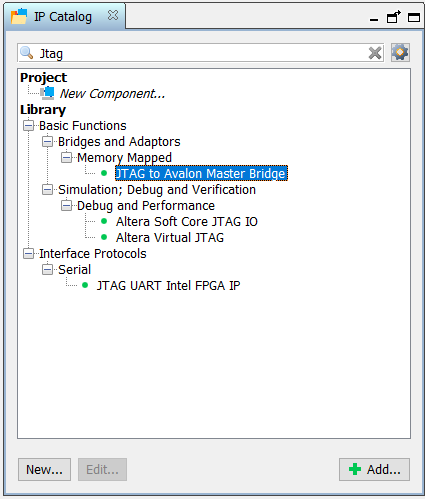 IP Catalog
Jtag
Project
New Component...
Library
Basic Functions
Bridges and Adaptors
Memory Mapped
JTAG to Avalon Master Bridge
Simulation; Debug and Verification
Debug and Performance
Altera Soft Core JTAG IO
Altera Virtual JTAG
Interface Protocols
Serial
JTAG UART Intel FPGA IP
New... Edit... Add...